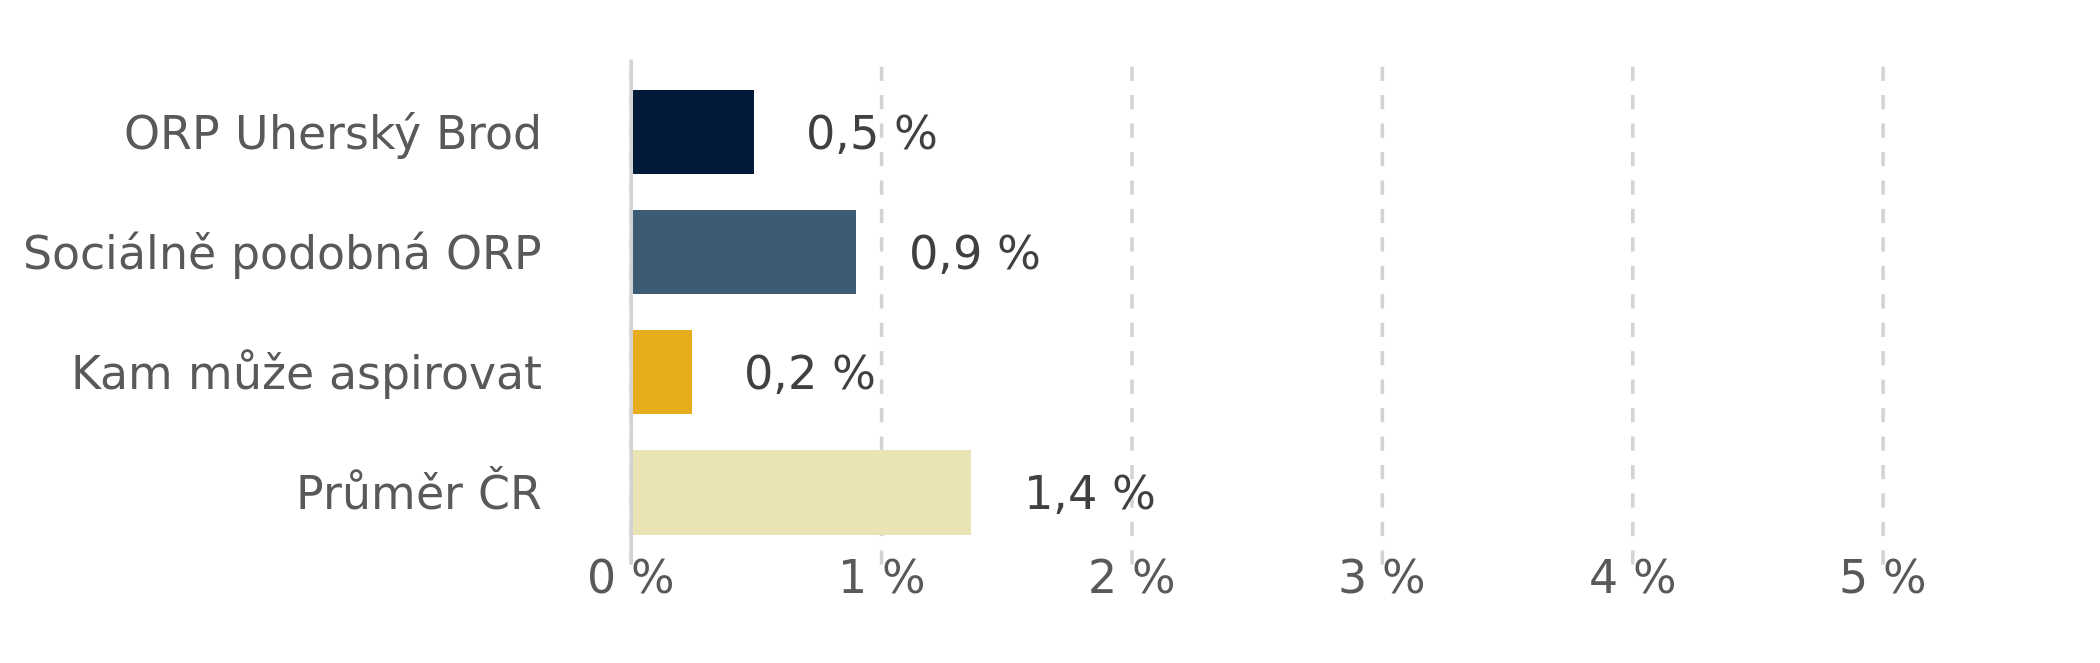 ORP Uherský Brod 0,5 %
Sociálně podobná ORP 0,9 %
Kam může aspirovat 0,2 %
Průměr ČR 1,4 %
0 % 1 % 2 % 3 % 4 % 5 %